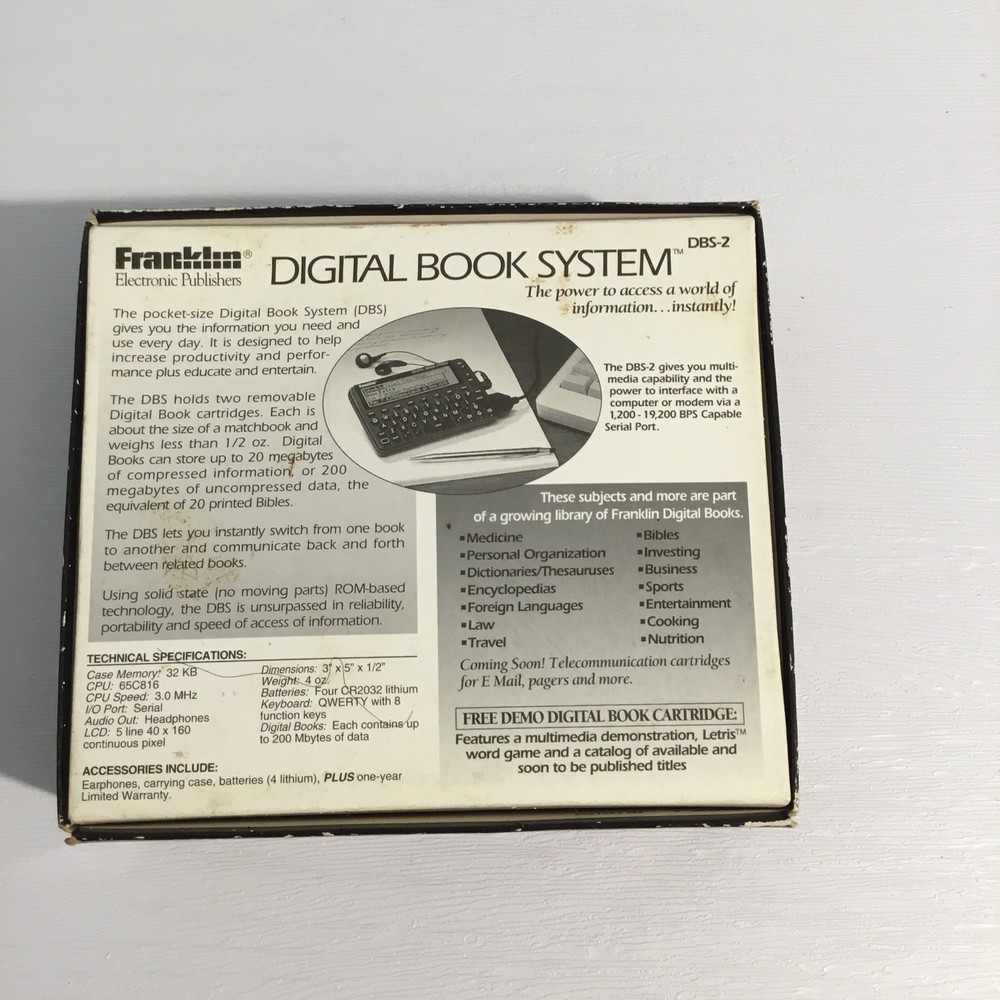 Franklin®
Electronic Publishers
DIGITAL BOOK SYSTEM™
DBS-2
The power to access a world of
information...instantly!
The pocket-size Digital Book System (DBS)
gives you the information you need and
use every day. It is designed to help
increase productivity and perfor-
mance plus educate and entertain.
The DBS holds two removable
Digital Book cartridges. Each is
about the size of a matchbook and
weighs less than 1/2 oz. Digital
Books can store up to 20 megabytes
of compressed information, or 200
megabytes of uncompressed data, the
equivalent of 20 printed Bibles.
The DBS lets you instantly switch from one book
to another and communicate back and forth
between related books.
Using solid state (no moving parts) ROM-based
technology, the DBS is unsurpassed in reliability,
portability and speed of access of information.
The DBS-2 gives you multi-
media capability and the
power to interface with a
computer or modem via a
1,200 - 19,200 BPS Capable
Serial Port.
These subjects and more are part
of a growing library of Franklin Digital Books.
▪ Medicine
▪ Personal Organization
▪ Dictionaries/Thesauruses
▪ Encyclopedias
▪ Foreign Languages
▪ Law
▪ Travel
▪ Bibles
▪ Investing
▪ Business
▪ Sports
▪ Entertainment
▪ Cooking
▪ Nutrition
Coming Soon! Telecommunication cartridges
for E Mail, pagers and more.
FREE DEMO DIGITAL BOOK CARTRIDGE:
Features a multimedia demonstration, Letris™
word game and a catalog of available and
soon to be published titles
TECHNICAL SPECIFICATIONS:
Case Memory: 32 KB
CPU: 65C816
CPU Speed: 3.0 MHz
I/O Port: Serial
Audio Out: Headphones
LCD: 5 line 40 x 160
continuous pixel
Dimensions: 3" x 5" x 1/2"
Weight: 4 oz.
Batteries: Four CR2032 lithium
Keyboard: QWERTY with 8
function keys
Digital Books: Each contains up
to 200 Mbytes of data
ACCESSORIES INCLUDE:
Earphones, carrying case, batteries (4 lithium), PLUS one-year
Limited Warranty.